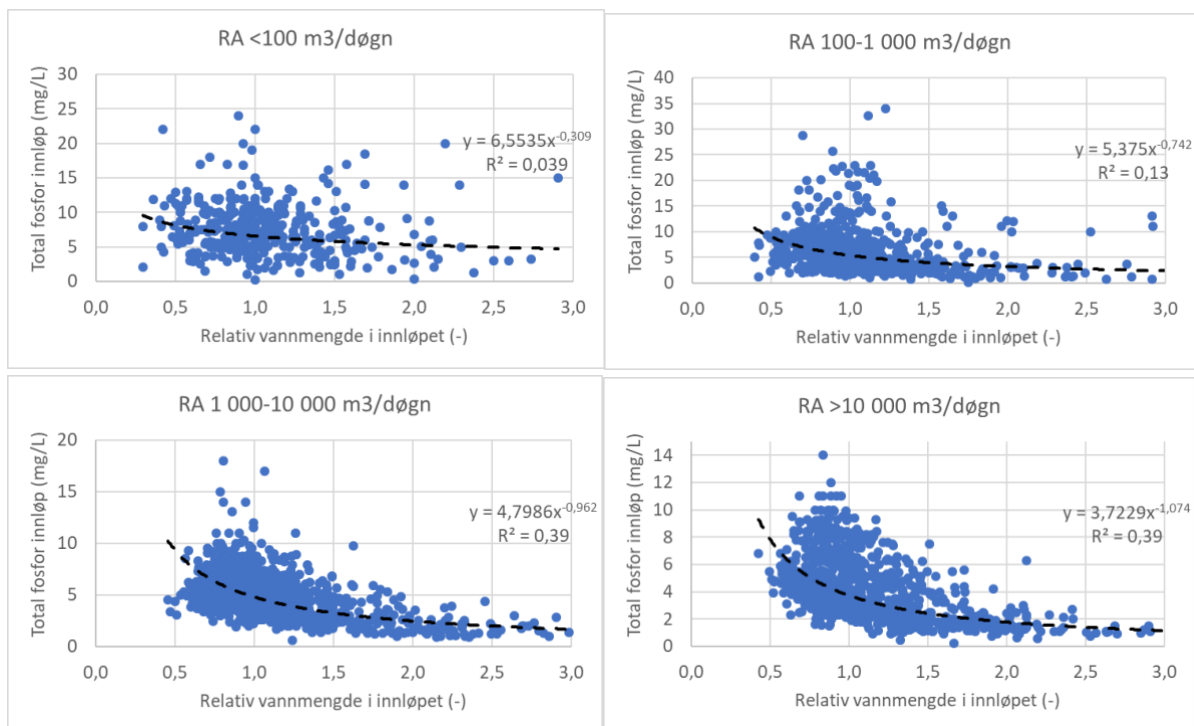 RA <100 m3/døgn
Total fosfor innløp (mg/L)
30
25
20
15
10
5
0
y = 6,5535x^-0,309
R² = 0,039
0,0 0,5 1,0 1,5 2,0 2,5 3,0
Relativ vannmengde i innløpet (-)
RA 100-1 000 m3/døgn
Total fosfor innløp (mg/L)
40
35
30
25
20
15
10
5
0
y = 5,375x^-0,742
R² = 0,13
0,0 0,5 1,0 1,5 2,0 2,5 3,0
Relativ vannmengde i innløpet (-)
RA 1 000-10 000 m3/døgn
Total fosfor innløp (mg/L)
20
15
10
5
0
y = 4,7986x^-0,962
R² = 0,39
0,0 0,5 1,0 1,5 2,0 2,5 3,0
Relativ vannmengde i innløpet (-)
RA >10 000 m3/døgn
Total fosfor innløp (mg/L)
14
12
10
8
6
4
2
0
y = 3,7229x^-1,074
R² = 0,39
0,0 0,5 1,0 1,5 2,0 2,5 3,0
Relativ vannmengde i innløpet (-)